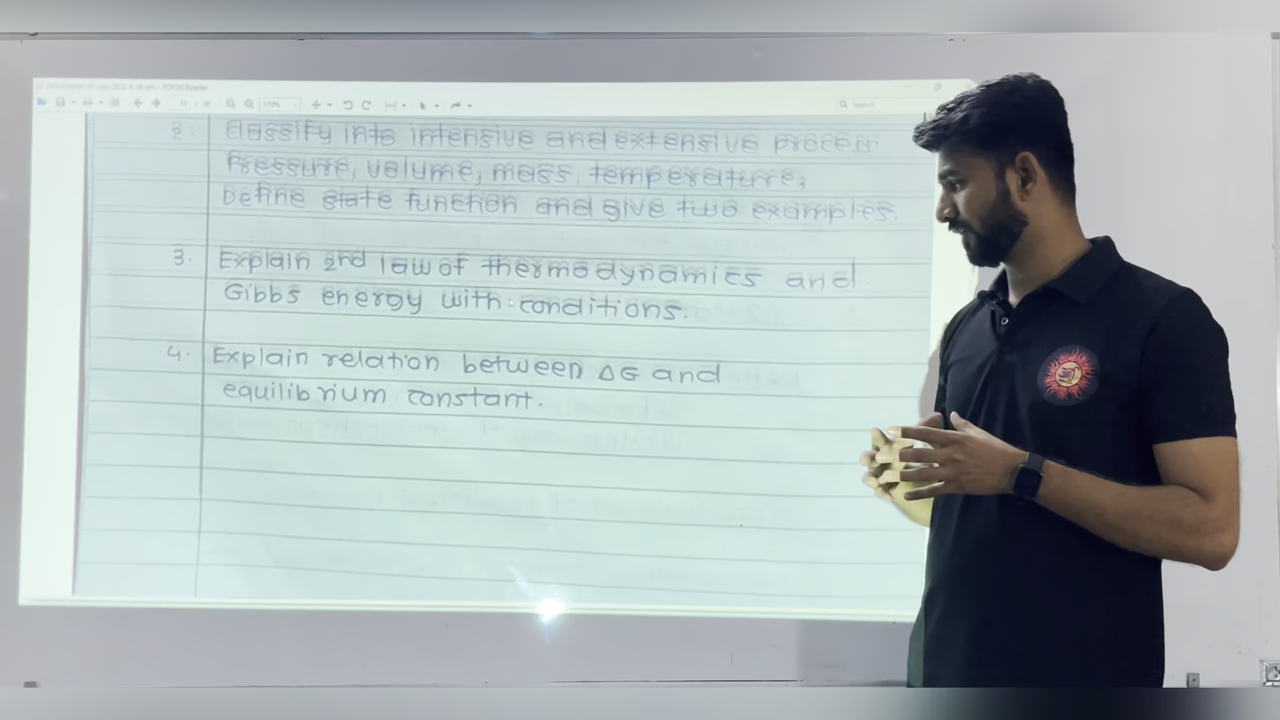 2. Classify into intensive and extensive process
Pressure, volume, mass, temperature,
Define state function and give two examples.
3. Explain 2nd law of thermodynamics and
Gibbs energy with conditions.
4. Explain relation between ΔG and
equilibrium constant.